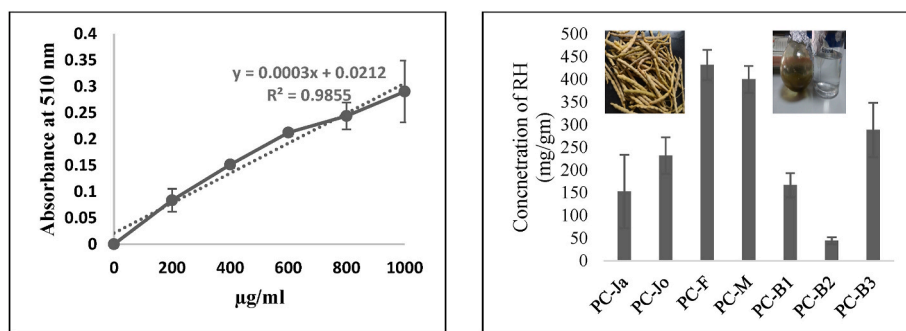 y = 0.0003x + 0.0212
R² = 0.9855
Absorbance at 510 nm
0.4
0.35
0.3
0.25
0.2
0.15
0.1
0.05
0
0 200 400 600 800 1000
µg/ml
Concnetration of RH
(mg/gm)
500
450
400
350
300
250
200
150
100
50
0
PC-Ja PC-Jo PC-F PC-M PC-B1 PC-B2 PC-B3